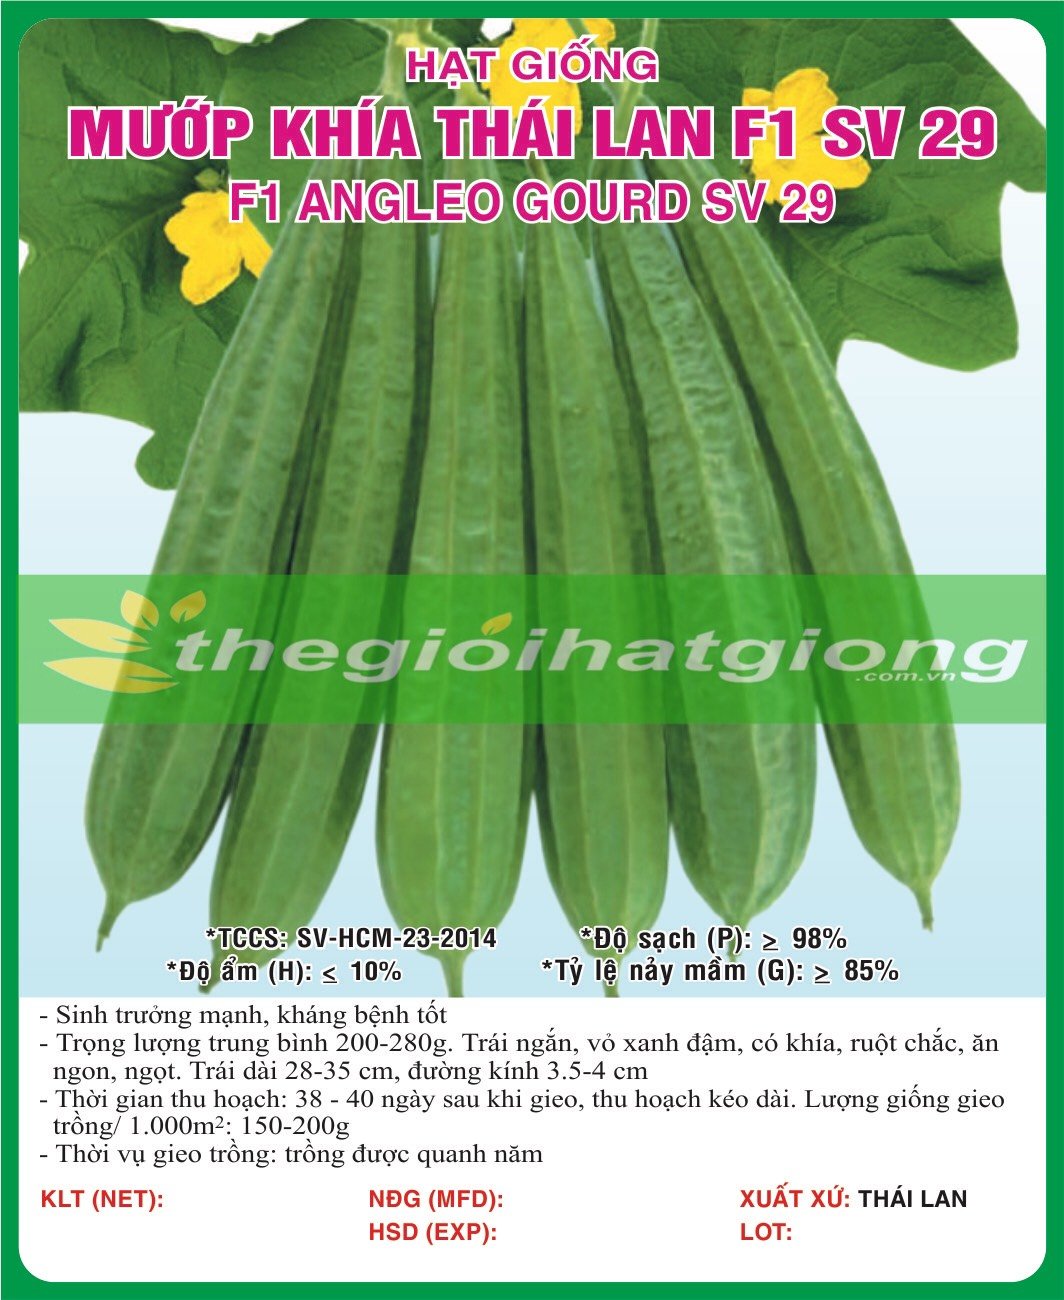 HẠT GIỐNG
MƯỚP KHÍA THÁI LAN F1 SV 29
F1 ANGLEO GOURD SV 29
thegioihatgiong
.com.vn
*TCCS: SV-HCM-23-2014 *Độ sạch (P): ≥ 98%
*Độ ẩm (H): ≤ 10% *Tỷ lệ nảy mầm (G): ≥ 85%
- Sinh trưởng mạnh, kháng bệnh tốt
- Trọng lượng trung bình 200-280g. Trái ngắn, vỏ xanh đậm, có khía, ruột chắc, ăn
ngon, ngọt. Trái dài 28-35 cm, đường kính 3.5-4 cm
- Thời gian thu hoạch: 38 - 40 ngày sau khi gieo, thu hoạch kéo dài. Lượng giống gieo
trồng/ 1.000m²: 150-200g
- Thời vụ gieo trồng: trồng được quanh năm
KLT (NET): NĐG (MFD): XUẤT XỨ: THÁI LAN
HSD (EXP): LOT: